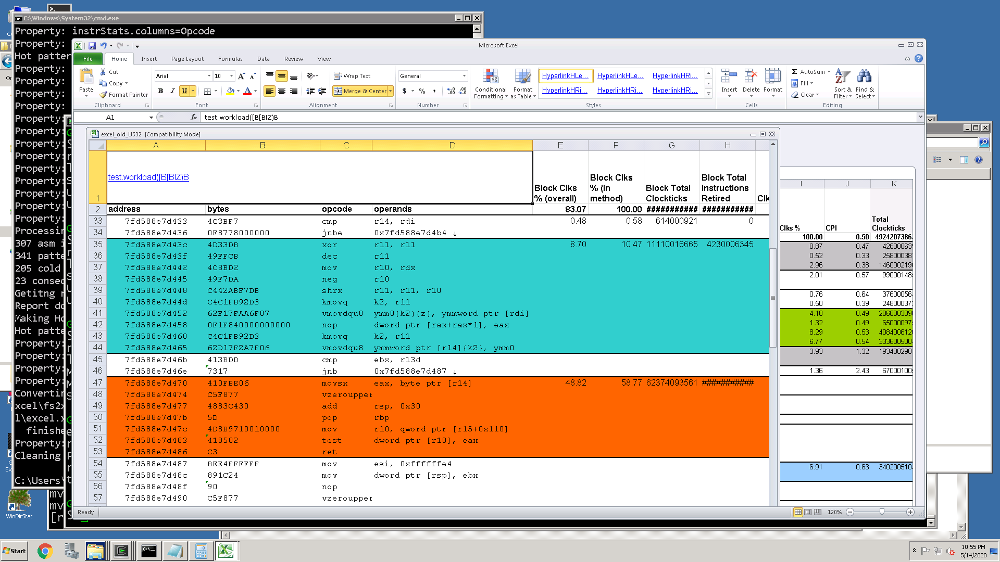 C:\Windows\System32\cmd.exe
Property: instrStats.columns=Opcode
Property:
Hot patter
Property:
Property:
Property:
Property:
Property:
Property:
Property:
Property:
Property:
Property:
Property:
Property:
Property:
Property:
Processin
307 asm i
341 patte
205 cold
23 consec
Getitng r
Report do
Making Ho
Hot patte
Property:
Property:
Property:
Property:
Convertin
xcel\fs2x
l\excel.x
finishe
Property:
Cleaning
C:\Users\
Microsoft Excel
File Home Insert Page Layout Formulas Data Review View
Paste
Cut
Copy
Format Painter
Clipboard
Arial 10
B I U
Font
Wrap Text
Merge & Center
Alignment
General
$ % ,
Number
Conditional Formatting
Format as Table
HyperlinkHLe... HyperlinkHLe... HyperlinkHRi...
HyperlinkHRi... HyperlinkHRi... HyperlinkHRi...
Styles
Insert Delete Format
Cells
Σ AutoSum
Fill
Clear
Sort & Filter
Find & Select
Editing
A1 fx test.workload([B[BIZ)B
excel_old_US32 [Compatibility Mode]
A B C D E F G H
1 test.workload([B[BIZ)B Block Clks % (overall) Block Clks % (in method) Block Total Clockticks Block Total Instructions Retired Clk
2 address bytes opcode operands 83.07 100.00 ########### ###########
33 7fd588e7d433 4C3BF7 cmp r14, rdi 0.48 0.58 614000921 0
34 7fd588e7d436 0F8778000000 jnbe 0x7fd588e7d4b4 ↓
35 7fd588e7d43c 4D33DB xor r11, r11 8.70 10.47 11110016665 4230006345
36 7fd588e7d43f 49FFCB dec r11
37 7fd588e7d442 4C8BD2 mov r10, rdx
38 7fd588e7d445 49F7DA neg r10
39 7fd588e7d448 C442ABF7DB shrx r11, r11, r10
40 7fd588e7d44d C4C1FB92D3 kmovq k2, r11
41 7fd588e7d452 62F17FAA6F07 vmovdqu8 ymm0{k2}{z}, ymmword ptr [rdi]
42 7fd588e7d458 0F1F840000000000 nop dword ptr [rax+rax*1], eax
43 7fd588e7d460 C4C1FB92D3 kmovq k2, r11
44 7fd588e7d465 62D17F2A7F06 vmovdqu8 ymmword ptr [r14]{k2}, ymm0
45 7fd588e7d46b 413BDD cmp ebx, r13d
46 7fd588e7d46e 7317 jnb 0x7fd588e7d487 ↓
47 7fd588e7d470 410FBE06 movsx eax, byte ptr [r14] 48.82 58.77 62374093561 ###########
48 7fd588e7d474 C5F877 vzeroupper
49 7fd588e7d477 4883C430 add rsp, 0x30
50 7fd588e7d47b 5D pop rbp
51 7fd588e7d47c 4D8B9710010000 mov r10, qword ptr [r15+0x110]
52 7fd588e7d483 418502 test dword ptr [r10], eax
53 7fd588e7d486 C3 ret
54 7fd588e7d487 BEE4FFFFFF mov esi, 0xffffffe4
55 7fd588e7d48c 891C24 mov dword ptr [rsp], ebx
56 7fd588e7d48f 90 nop
57 7fd588e7d490 C5F877 vzeroupper
I J K
Clks % CPI Total Clockticks
100.00 0.50 4924207386
0.87 0.47 42600063
0.52 0.33 25800038
2.96 0.38 146000219
2.01 0.57 9900014
0.76 0.64 37600056
0.50 0.39 24800037
4.18 0.49 206000309
1.32 0.49 6500097
8.29 0.53 408400612
6.77 0.54 333600500
3.93 1.32 193400290
1.36 2.43 6700010
6.91 0.63 340200510
Ready 120%
WinDirStat
mv
mv
[r
Start
10:55 PM
5/14/2020